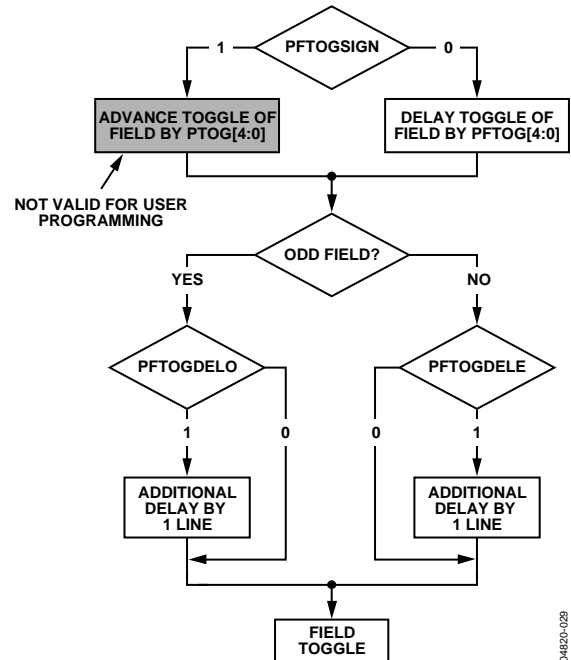 PFTOGSIGN
1
0
ADVANCE TOGGLE OF
FIELD BY PTOG[4:0]
DELAY TOGGLE OF
FIELD BY PFTOG[4:0]
NOT VALID FOR USER
PROGRAMMING
ODD FIELD?
YES
NO
PFTOGDELO
PFTOGDELE
1
0
0
1
ADDITIONAL
DELAY BY
1 LINE
ADDITIONAL
DELAY BY
1 LINE
FIELD
TOGGLE
04820-029